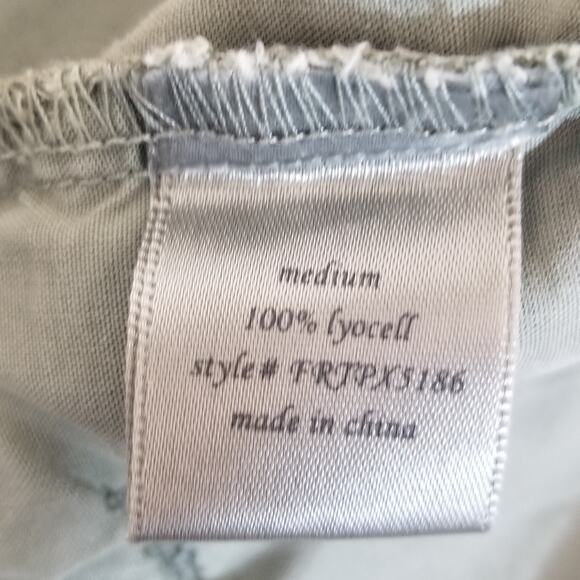 medium
100% lyocell
style# FRTPX5186
made in china